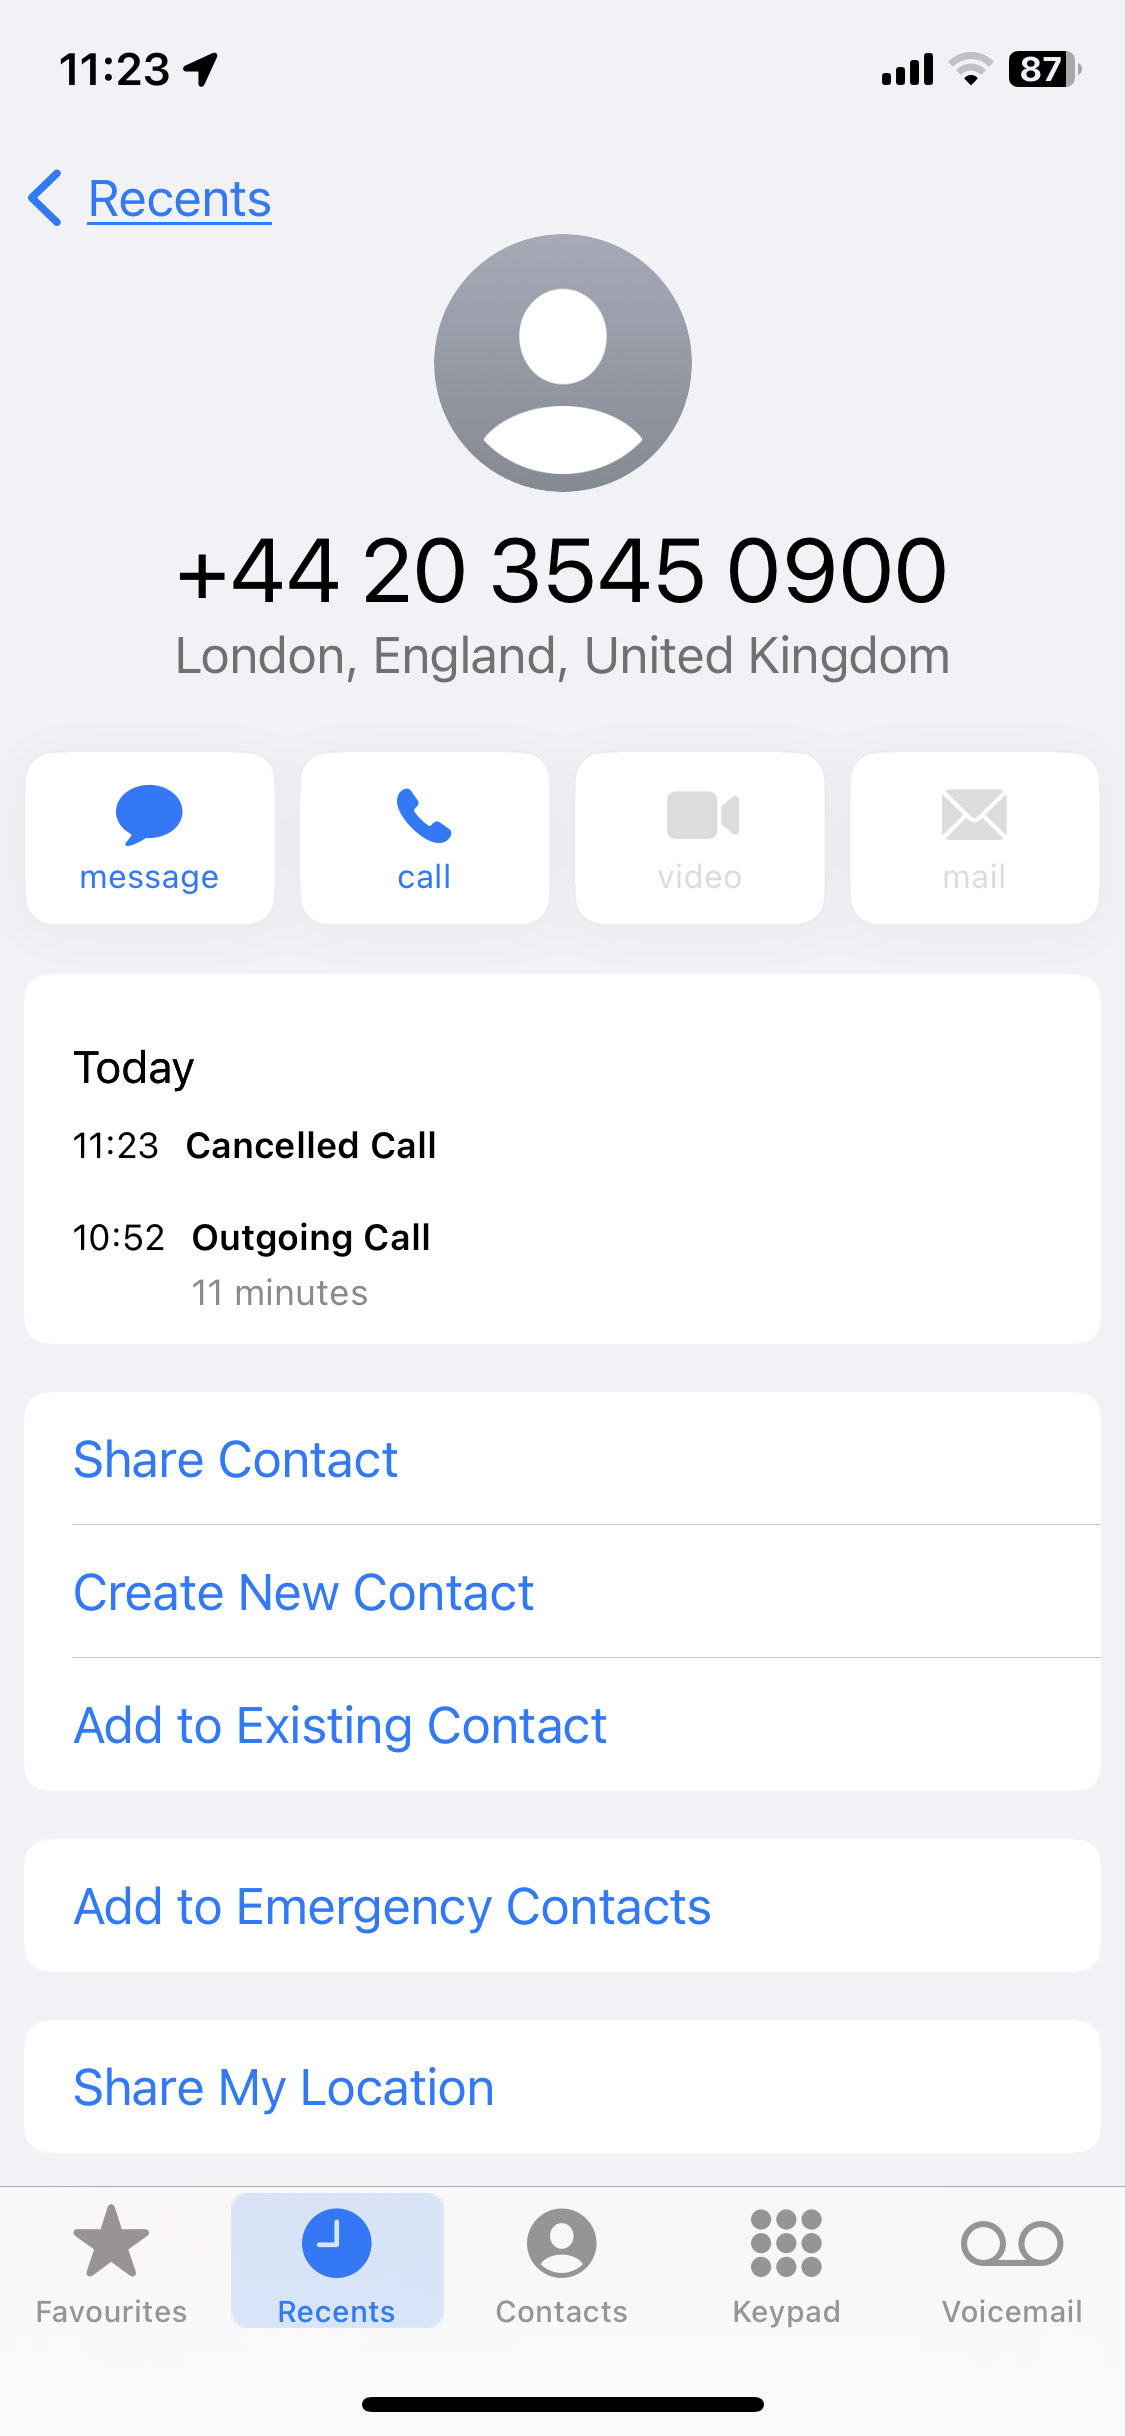 11:23
87
Recents
+44 20 3545 0900
London, England, United Kingdom
message
call
video
mail
Today
11:23 Cancelled Call
10:52 Outgoing Call
11 minutes
Share Contact
Create New Contact
Add to Existing Contact
Add to Emergency Contacts
Share My Location
Favourites
Recents
Contacts
Keypad
Voicemail